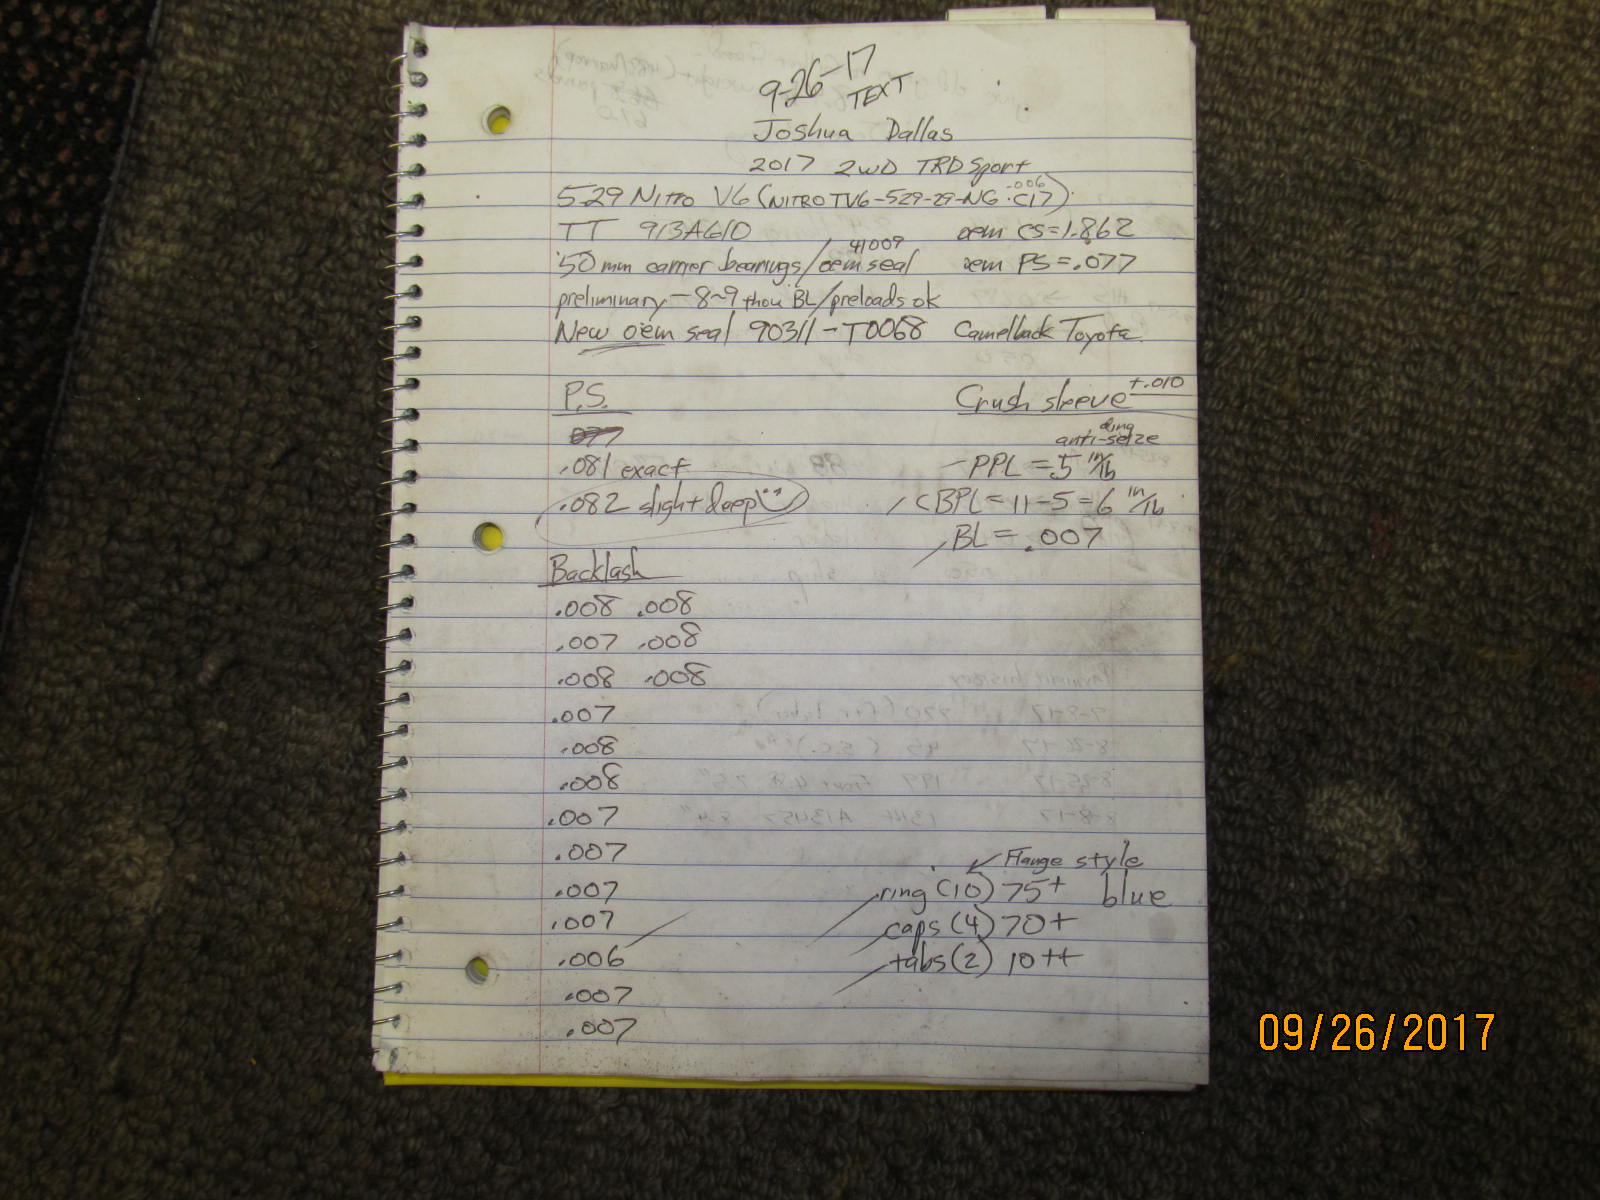 9-26-17
TEXT
Joshua Dallas
2017 2WD TRD Sport
529 Nitro V6 (NITRO TV6-529-29-NG .C17) -.006
TT 913A610 oem CS=1.862
50mm carrier bearings/oem seal 41009 oem PS=.077
preliminary - 8~9 thou BL/preloads ok
New oem seal 90311-T0068 Camelback Toyota
P.S. Crush sleeve +.010
077
.081 exact
.082 slight deep
anti-seize
PPL = 5 in/lb
CBPL = 11-5=6 in/lb
BL = .007
Backlash
.008 .008
.007 .008
.008 .008
.007
.008
.008
.007
.007
.007
.007
.006
.007
.007
Flange style
ring (10) 75+ blue
caps (4) 70+
tabs (2) 10++
09/26/2017